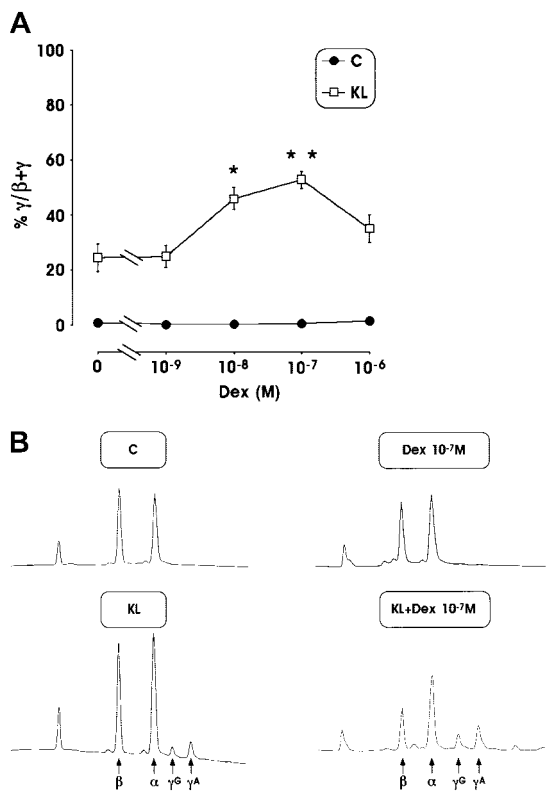 A
C
KL
% γ/β+γ
100
80
60
40
20
0
*
* *
0
10⁻⁹
10⁻⁸
10⁻⁷
10⁻⁶
Dex (M)
B
C
Dex 10⁻⁷M
KL
KL+Dex 10⁻⁷M
β α γᴳ γᴬ
β α γᴳ γᴬ